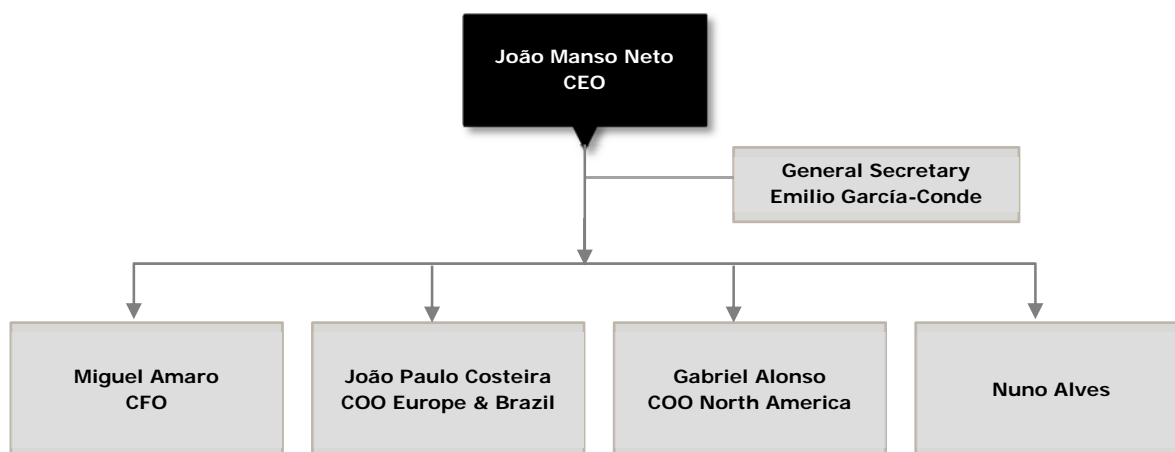 João Manso Neto
CEO
General Secretary
Emilio García-Conde
Miguel Amaro
CFO
João Paulo Costeira
COO Europe & Brazil
Gabriel Alonso
COO North America
Nuno Alves